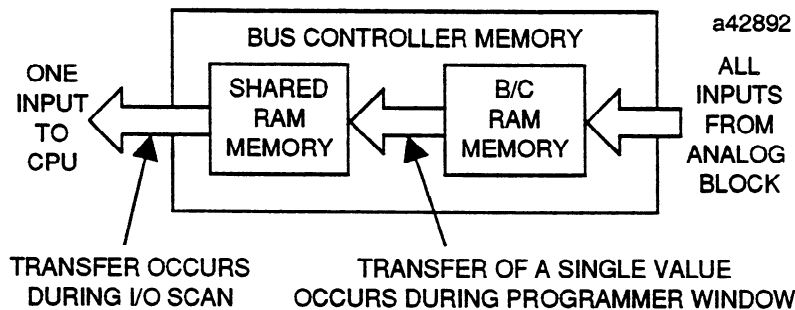 a42892
BUS CONTROLLER MEMORY
ONE
INPUT
TO
CPU
SHARED
RAM
MEMORY
B/C
RAM
MEMORY
ALL
INPUTS
FROM
ANALOG
BLOCK
TRANSFER OCCURS
DURING I/O SCAN
TRANSFER OF A SINGLE VALUE
OCCURS DURING PROGRAMMER WINDOW